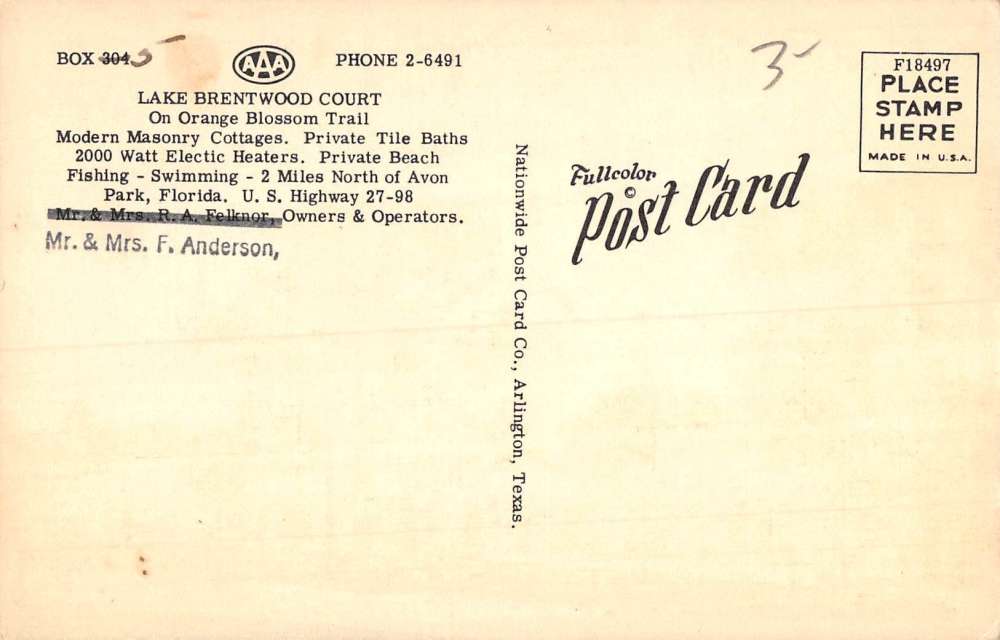 BOX 304 5
AAA
PHONE 2-6491
LAKE BRENTWOOD COURT
On Orange Blossom Trail
Modern Masonry Cottages. Private Tile Baths
2000 Watt Electic Heaters. Private Beach
Fishing - Swimming - 2 Miles North of Avon
Park, Florida. U. S. Highway 27-98
Mr. & Mrs. R. A. Felknor, Owners & Operators.
Mr. & Mrs. F. Anderson,
Nationwide Post Card Co., Arlington, Texas.
3-
Fullcolor
©
Post Card
F18497
PLACE
STAMP
HERE
MADE IN U.S.A.